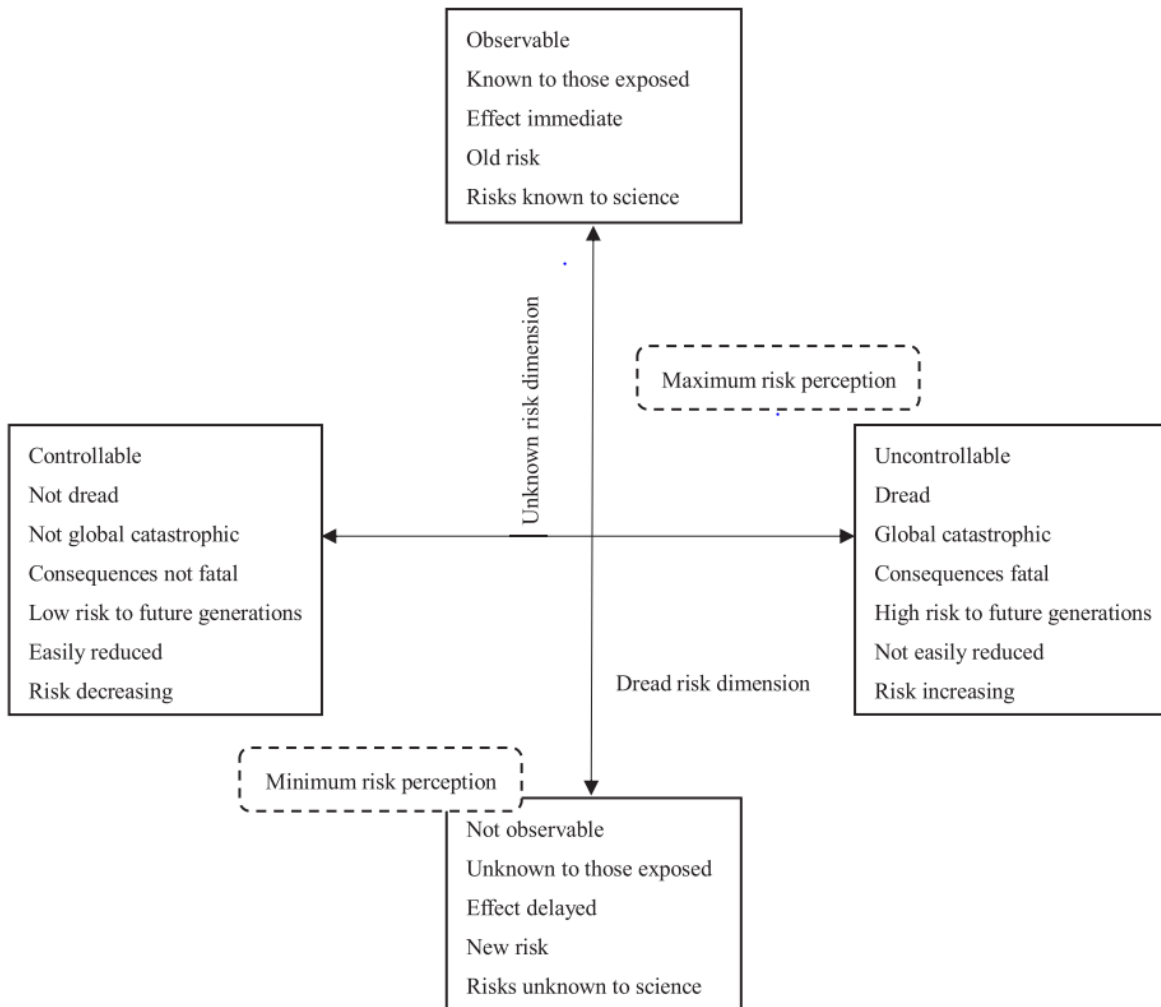 Observable
Known to those exposed
Effect immediate
Old risk
Risks known to science
Unknown risk dimension
Maximum risk perception
Controllable
Not dread
Not global catastrophic
Consequences not fatal
Low risk to future generations
Easily reduced
Risk decreasing
Uncontrollable
Dread
Global catastrophic
Consequences fatal
High risk to future generations
Not easily reduced
Risk increasing
Dread risk dimension
Minimum risk perception
Not observable
Unknown to those exposed
Effect delayed
New risk
Risks unknown to science